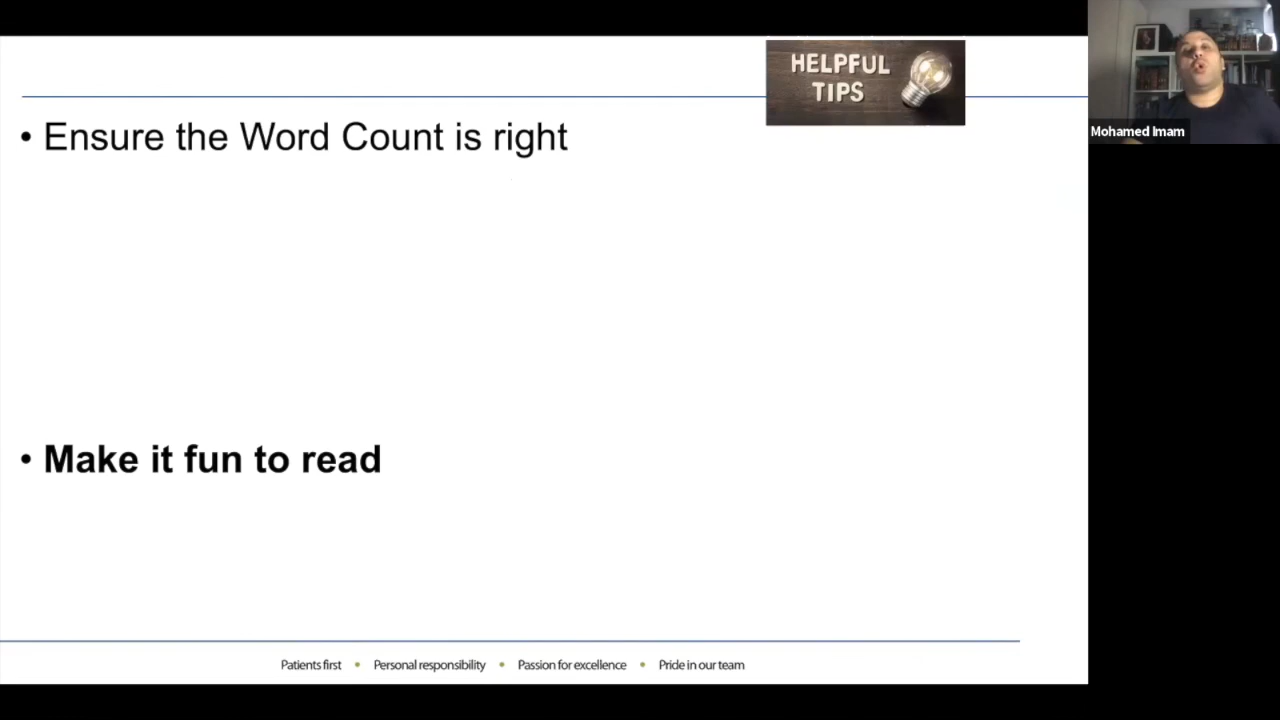 HELPFUL
TIPS
• Ensure the Word Count is right
• Make it fun to read
Patients first • Personal responsibility • Passion for excellence • Pride in our team
Mohamed Imam